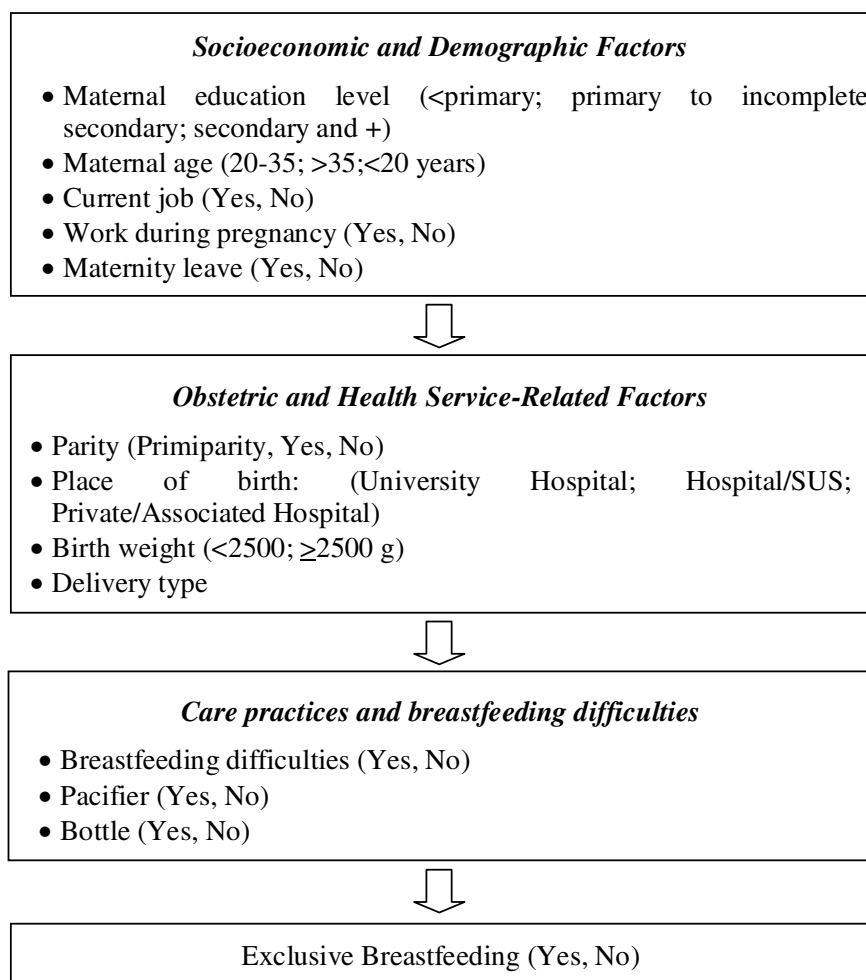 Socioeconomic and Demographic Factors
• Maternal education level (<primary; primary to incomplete
secondary; secondary and +)
• Maternal age (20-35; >35;<20 years)
• Current job (Yes, No)
• Work during pregnancy (Yes, No)
• Maternity leave (Yes, No)
Obstetric and Health Service-Related Factors
• Parity (Primiparity, Yes, No)
• Place of birth: (University Hospital; Hospital/SUS;
Private/Associated Hospital)
• Birth weight (<2500; ≥2500 g)
• Delivery type
Care practices and breastfeeding difficulties
• Breastfeeding difficulties (Yes, No)
• Pacifier (Yes, No)
• Bottle (Yes, No)
Exclusive Breastfeeding (Yes, No)